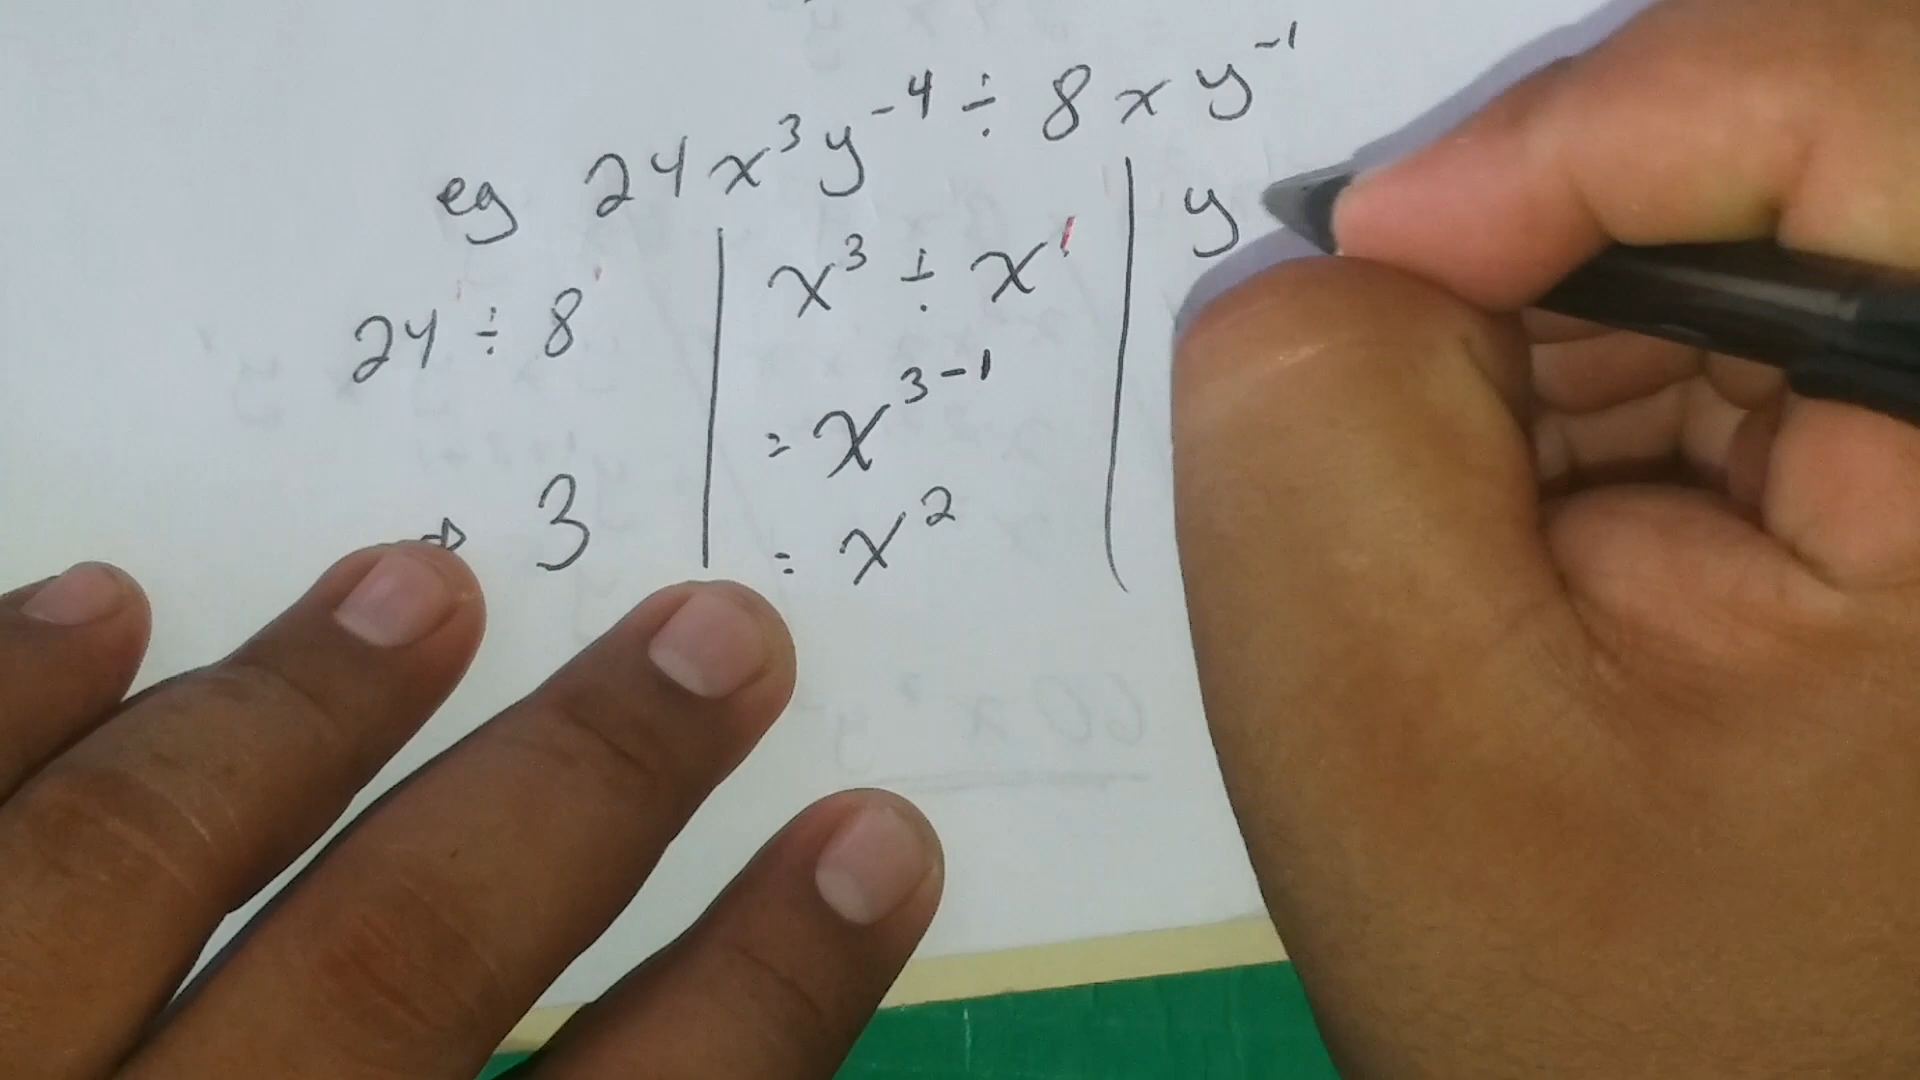 eg 24x³y⁻⁴ ÷ 8xy⁻¹
24 ÷ 8
→ 3
x³ ÷ x¹
= x³⁻¹
= x²
y